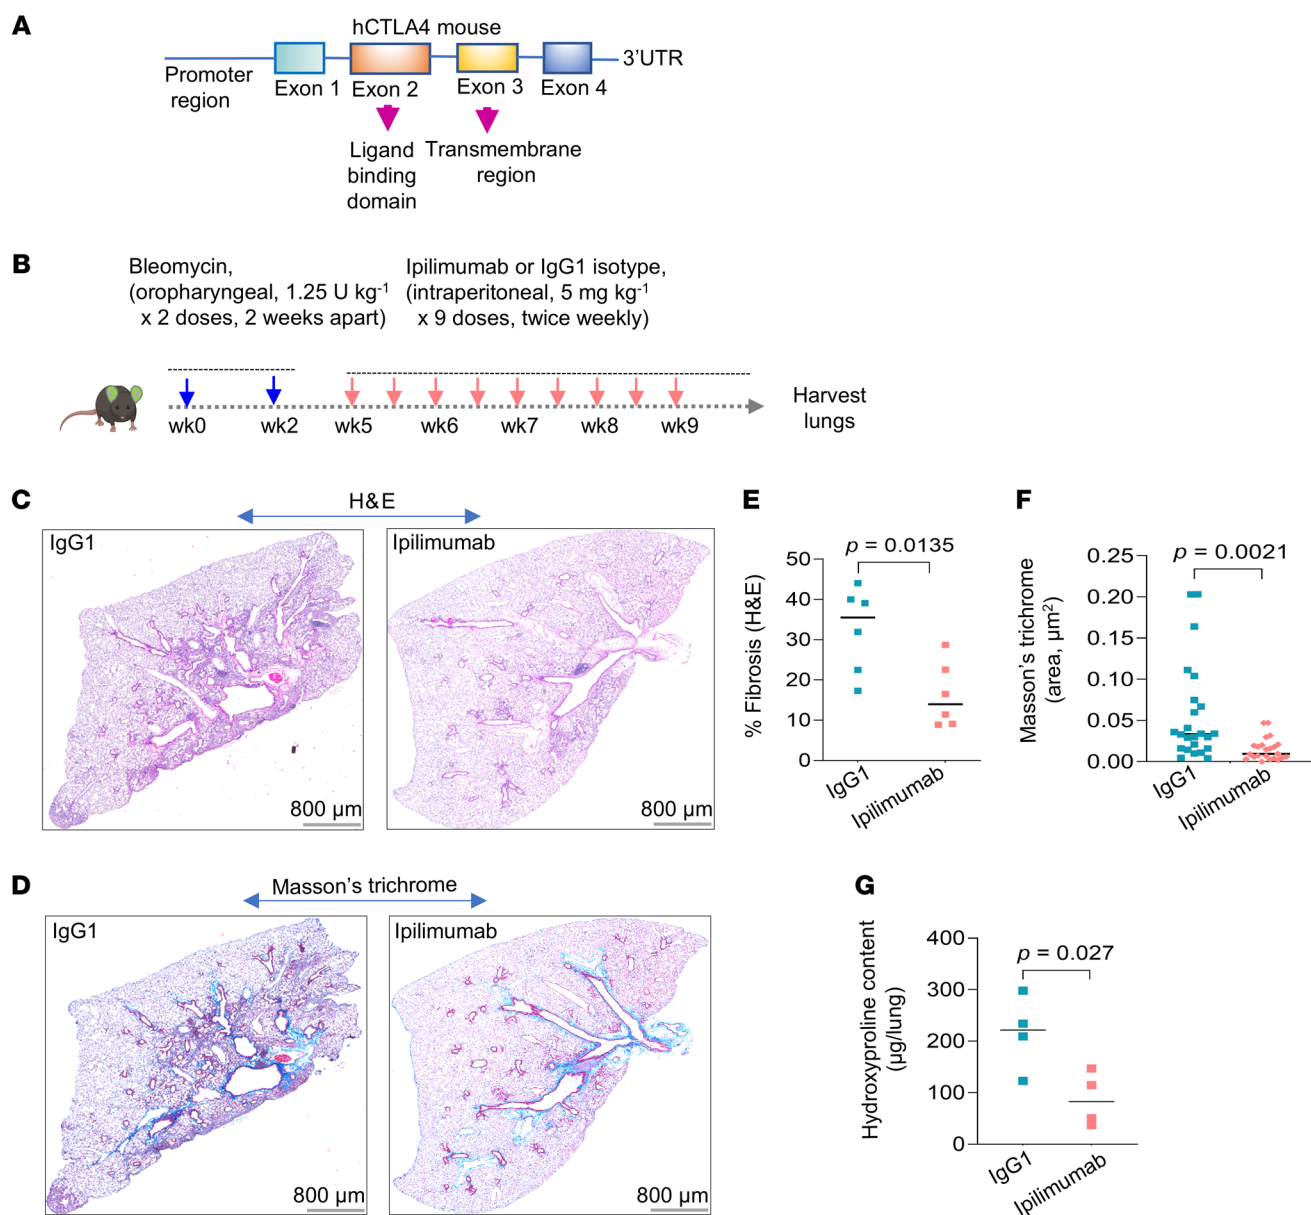 A
hCTLA4 mouse
Promoter
region
Exon 1
Exon 2
Exon 3
Exon 4
3'UTR
Ligand
binding
domain
Transmembrane
region
B
Bleomycin,
(oropharyngeal, 1.25 U kg⁻¹
x 2 doses, 2 weeks apart)
Ipilimumab or IgG1 isotype,
(intraperitoneal, 5 mg kg⁻¹
x 9 doses, twice weekly)
wk0
wk2
wk5
wk6
wk7
wk8
wk9
Harvest
lungs
C
H&E
IgG1
800 µm
Ipilimumab
800 µm
D
Masson's trichrome
IgG1
800 µm
Ipilimumab
800 µm
E
p = 0.0135
% Fibrosis (H&E)
50
40
30
20
10
0
IgG1
Ipilimumab
F
p = 0.0021
Masson's trichrome
(area, µm²)
0.25
0.20
0.15
0.10
0.05
0.00
IgG1
Ipilimumab
G
p = 0.027
Hydroxyproline content
(µg/lung)
400
300
200
100
0
IgG1
Ipilimumab